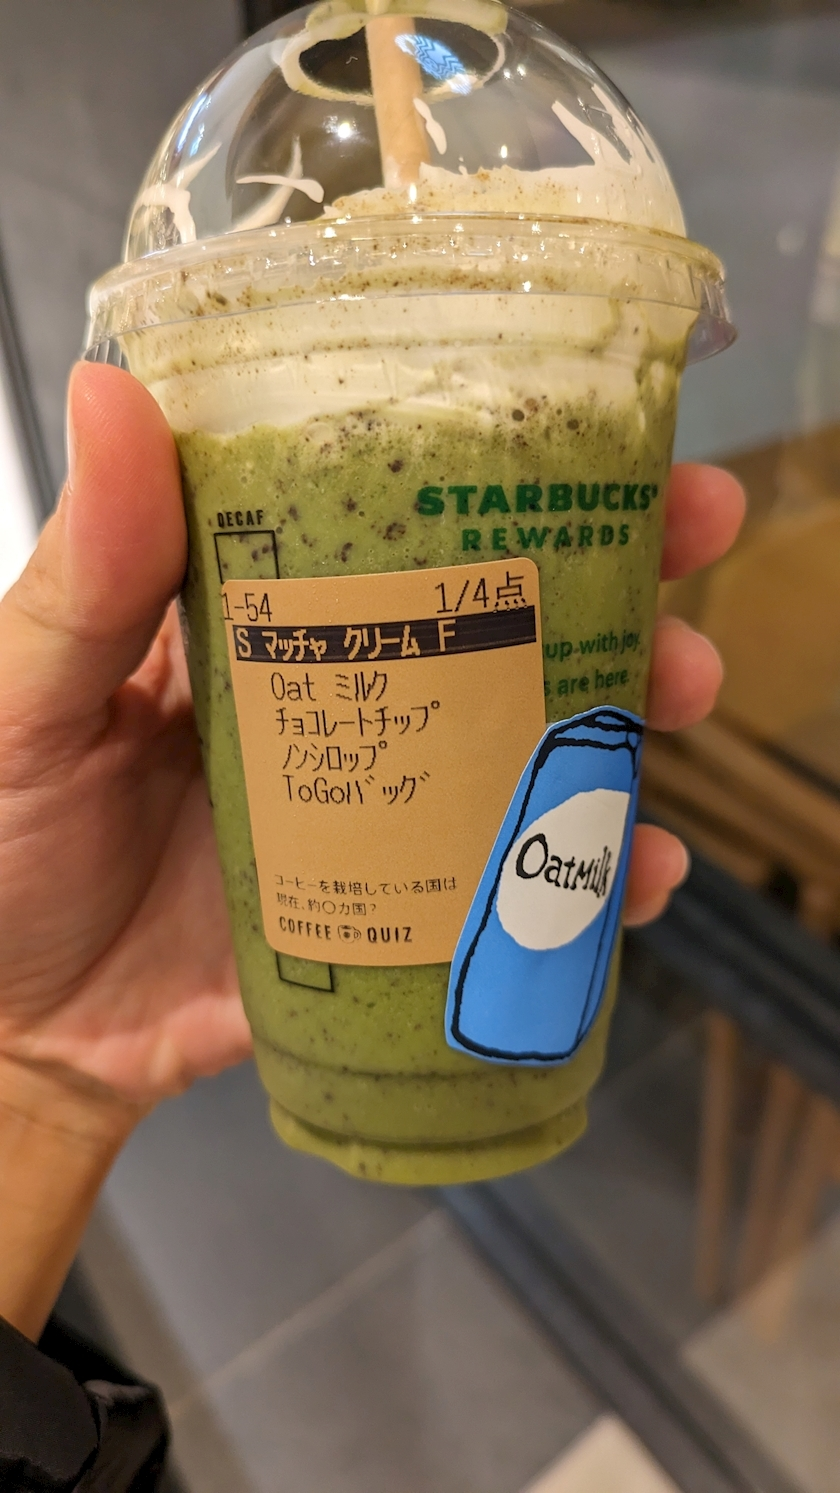 DECAF
STARBUCKS®
REWARDS
1-54 1/4点
S マッチャ クリーム F
up with joy.
s are here
Oat ミルク
チョコレートチップ
ノンシロップ
ToGoバッグ
OatMilk
コーヒーを栽培している国は
現在、約〇カ国?
COFFEE QUIZ